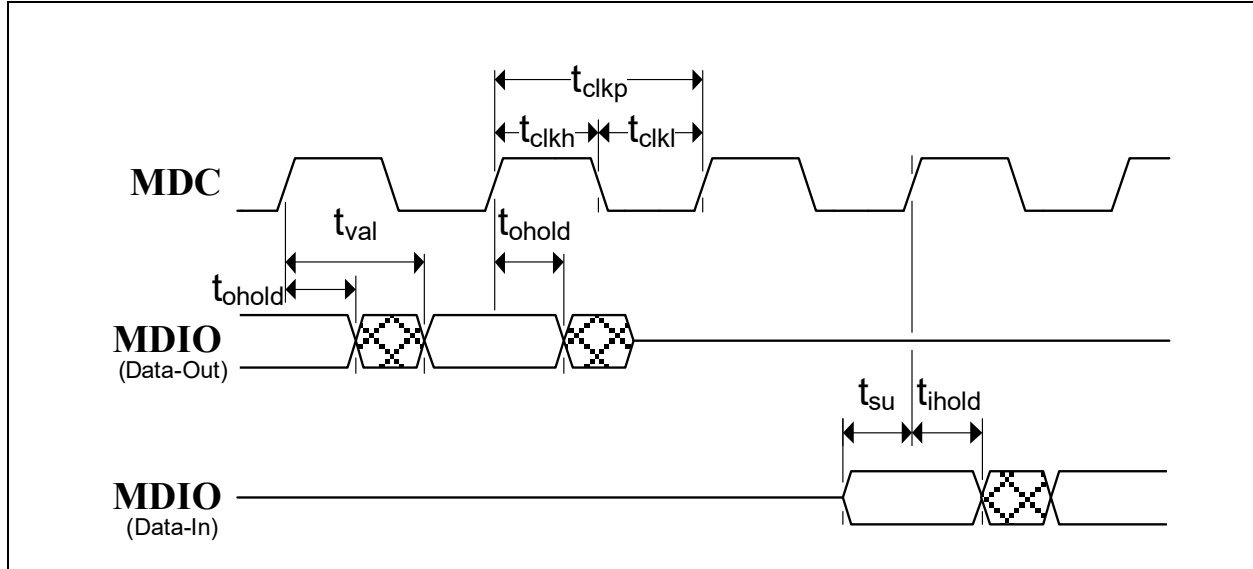 tclkp
tclkh
tclkl
MDC
tval
tohold
tohold
MDIO
(Data-Out)
tsu
tihold
MDIO
(Data-In)